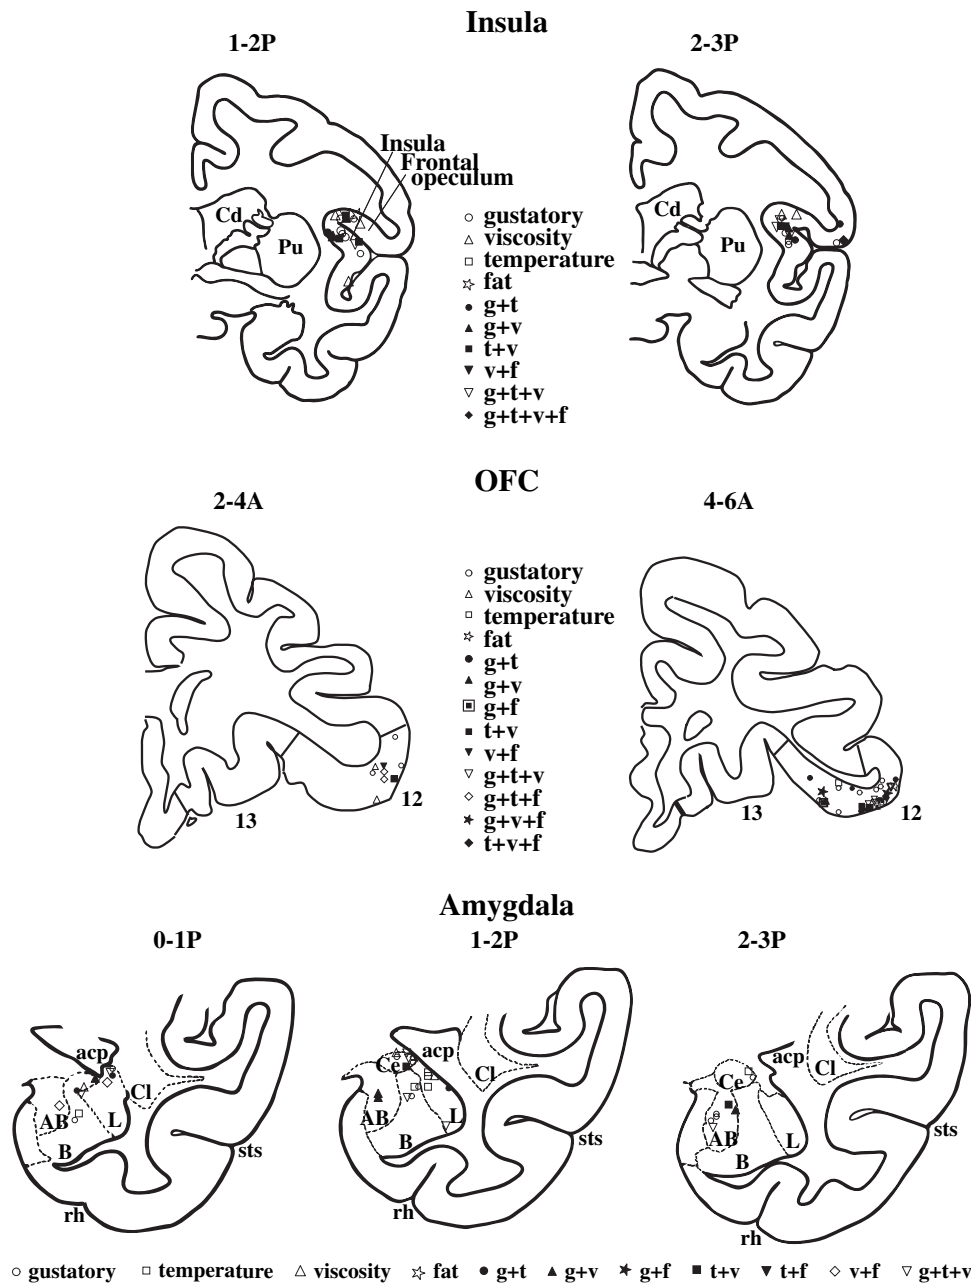 Insula
1-2P
2-3P
Insula
Frontal
opeculum
Cd
Pu
Cd
Pu
gustatory
viscosity
temperature
fat
g+t
g+v
t+v
v+f
g+t+v
g+t+v+f
OFC
2-4A
4-6A
gustatory
viscosity
temperature
fat
g+t
g+v
g+f
t+v
v+f
g+t+v
g+t+f
g+v+f
t+v+f
12
13
13
12
Amygdala
0-1P
1-2P
2-3P
acp
Cl
AB
L
B
sts
rh
acp
Ce
Cl
AB
L
B
sts
rh
acp
Cl
Ce
AB
L
B
sts
rh
gustatory temperature viscosity fat g+t g+v g+f t+v t+f v+f g+t+v